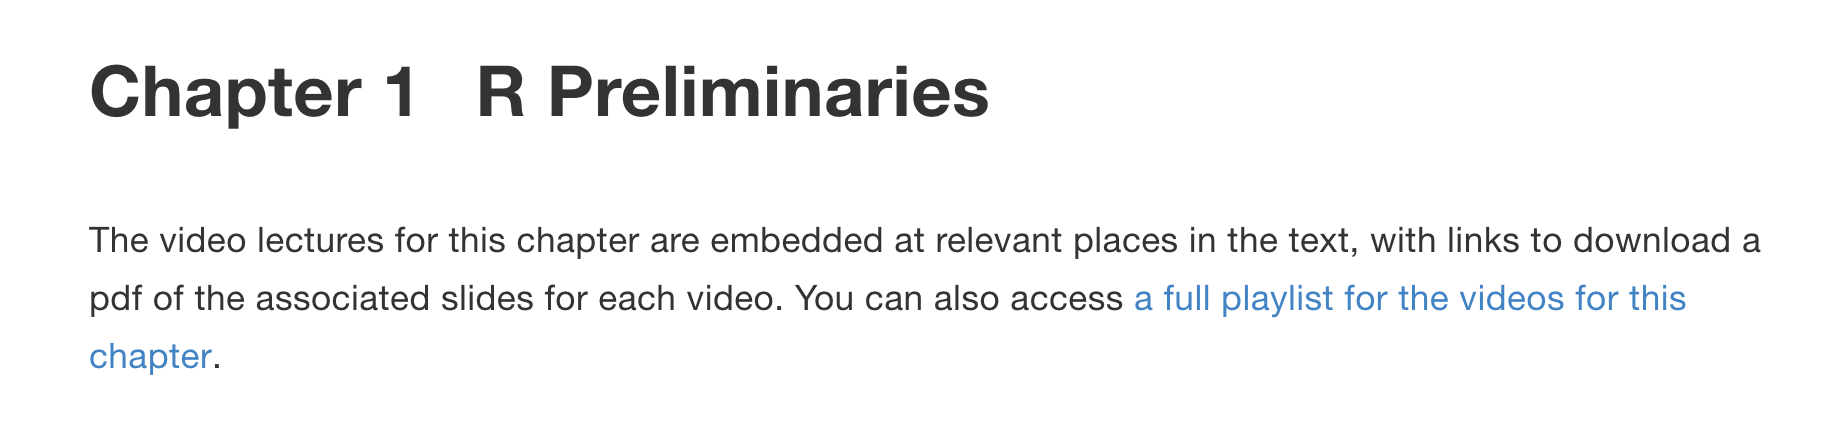 Chapter 1 R Preliminaries
The video lectures for this chapter are embedded at relevant places in the text, with links to download a
pdf of the associated slides for each video. You can also access a full playlist for the videos for this
chapter.